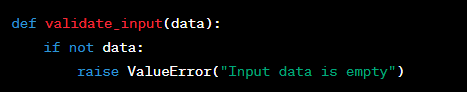 def validate_input(data):
    if not data:
        raise ValueError("Input data is empty")